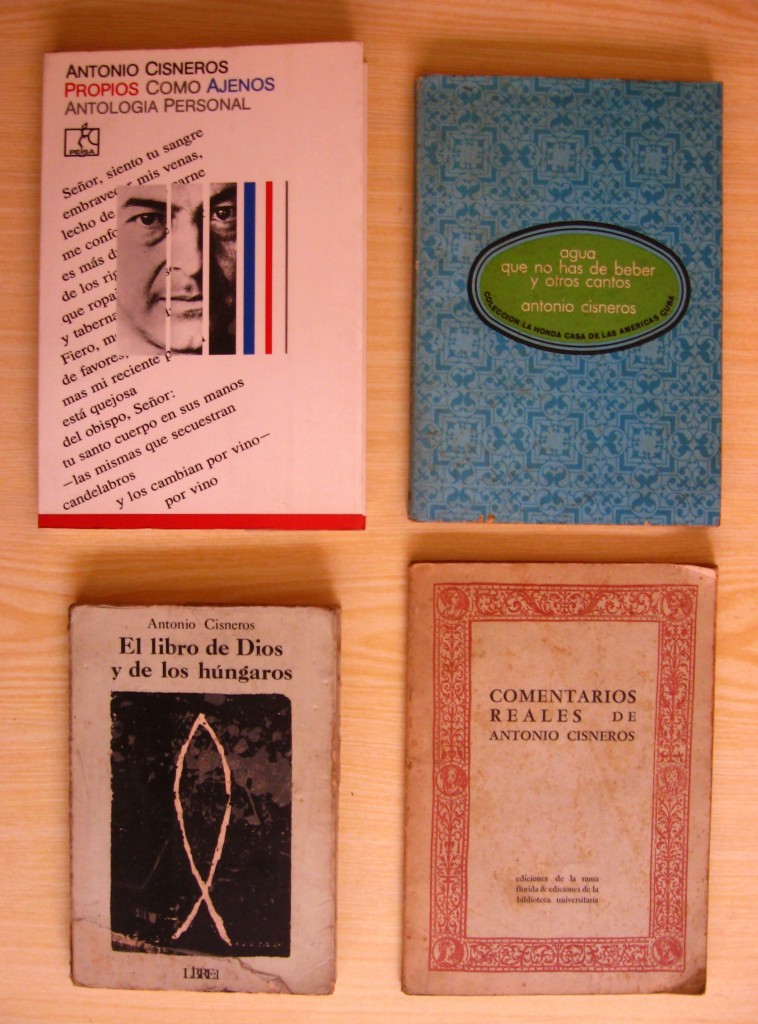 ANTONIO CISNEROS
PROPIOS COMO AJENOS
ANTOLOGIA PERSONAL
PEISA
Señor, siento tu sangre
embravecer mis venas,
lecho de arne
me confo
es más d
de los rig
que ropa
y taberna
Fiero, m
de favores,
mas mi reciente p
está quejosa
del obispo, Señor:
tu santo cuerpo en sus manos
—las mismas que secuestran
candelabros
y los cambian por vino—
por vino
agua
que no has de beber
y otros cantos
antonio cisneros
COLECCION LA HONDA CASA DE LAS AMERICAS CUBA
Antonio Cisneros
El libro de Dios
y de los húngaros
LIBRE-1
COMENTARIOS
REALES DE
ANTONIO CISNEROS
ediciones de la rama
florida & ediciones de la
biblioteca universitaria